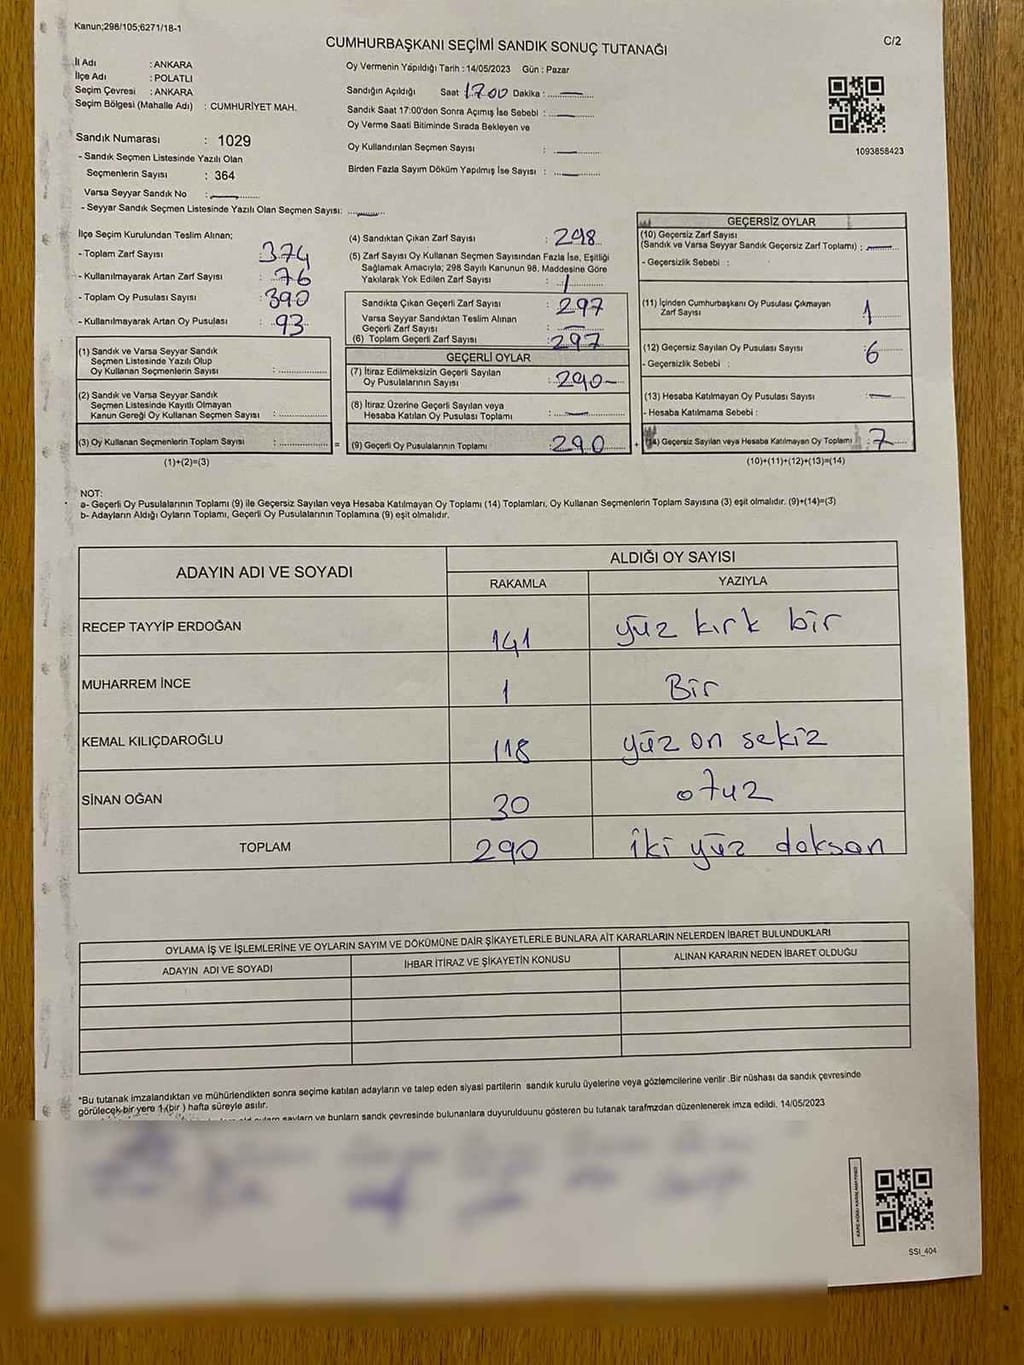 Kanun;298/105;6271/18-1
C/2
CUMHURBAŞKANI SEÇİMİ SANDIK SONUÇ TUTANAĞI
İl Adı : ANKARA
İlçe Adı : POLATLI
Seçim Çevresi : ANKARA
Seçim Bölgesi (Mahalle Adı) : CUMHURİYET MAH.
Sandık Numarası : 1029
- Sandık Seçmen Listesinde Yazılı Olan
Seçmenlerin Sayısı : 364
Varsa Seyyar Sandık No :
- Seyyar Sandık Seçmen Listesinde Yazılı Olan Seçmen Sayısı:
Oy Vermenin Yapıldığı Tarih : 14/05/2023 Gün : Pazar
Sandığın Açıldığı Saat 17.00 Dakika : —
Sandık Saat 17:00'den Sonra Açımış İse Sebebi : —
Oy Verme Saati Bitiminde Sırada Bekleyen ve
Oy Kullandırılan Seçmen Sayısı : —
Birden Fazla Sayım Döküm Yapılmış İse Sayısı : —
1093858423
İlçe Seçim Kurulundan Teslim Alınan;
- Toplam Zarf Sayısı : 374
- Kullanılmayarak Artan Zarf Sayısı : 76
- Toplam Oy Pusulası Sayısı : 390
- Kullanılmayarak Artan Oy Pusulası : 93
(1) Sandık ve Varsa Seyyar Sandık
Seçmen Listesinde Yazılı Olup
Oy Kullanan Seçmenlerin Sayısı :
(2) Sandık ve Varsa Seyyar Sandık
Seçmen Listesinde Kayıtlı Olmayan
Kanun Gereği Oy Kullanan Seçmen Sayısı :
(3) Oy Kullanan Seçmenlerin Toplam Sayısı : =
(1)+(2)=(3)
(4) Sandıktan Çıkan Zarf Sayısı : 298
(5) Zarf Sayısı Oy Kullanan Seçmen Sayısından Fazla İse, Eşitliği
Sağlamak Amacıyla; 298 Sayılı Kanunun 98. Maddesine Göre
Yakılarak Yok Edilen Zarf Sayısı : 1
Sandıkta Çıkan Geçerli Zarf Sayısı : 297
Varsa Seyyar Sandıktan Teslim Alınan
Geçerli Zarf Sayısı : —
(6) Toplam Geçerli Zarf Sayısı : 297
GEÇERLİ OYLAR
(7) İtiraz Edilmeksizin Geçerli Sayılan
Oy Pusulalarının Sayısı : 290-
(8) İtiraz Üzerine Geçerli Sayılan veya
Hesaba Katılan Oy Pusulası Toplamı : —
(9) Geçerli Oy Pusulalarının Toplamı : 290 +
GEÇERSİZ OYLAR
(10) Geçersiz Zarf Sayısı
(Sandık ve Varsa Seyyar Sandık Geçersiz Zarf Toplamı) : —
- Geçersizlik Sebebi :
(11) İçinden Cumhurbaşkanı Oy Pusulası Çıkmayan
Zarf Sayısı : 1
(12) Geçersiz Sayılan Oy Pusulası Sayısı : 6
- Geçersizlik Sebebi :
(13) Hesaba Katılmayan Oy Pusulası Sayısı : —
- Hesaba Katılmama Sebebi :
(14) Geçersiz Sayılan veya Hesaba Katılmayan Oy Toplamı : 7
(10)+(11)+(12)+(13)=(14)
NOT:
a- Geçerli Oy Pusulalarının Toplamı (9) ile Geçersiz Sayılan veya Hesaba Katılmayan Oy Toplamı (14) Toplamları, Oy Kullanan Seçmenlerin Toplam Sayısına (3) eşit olmalıdır. (9)+(14)=(3)
b- Adayların Aldığı Oyların Toplamı, Geçerli Oy Pusulalarının Toplamına (9) eşit olmalıdır.
ADAYIN ADI VE SOYADI
ALDIĞI OY SAYISI
RAKAMLA YAZIYLA
RECEP TAYYİP ERDOĞAN 141 yüz kırk bir
MUHARREM İNCE 1 Bir
KEMAL KILIÇDAROĞLU 118 yüz on sekiz
SİNAN OĞAN 30 otuz
TOPLAM 290 iki yüz doksan
OYLAMA İŞ VE İŞLEMLERİNE VE OYLARIN SAYIM VE DÖKÜMÜNE DAİR ŞİKAYETLERLE BUNLARA AİT KARARLARIN NELERDEN İBARET BULUNDUKLARI
ADAYIN ADI VE SOYADI İHBAR İTİRAZ VE ŞİKAYETİN KONUSU ALINAN KARARIN NEDEN İBARET OLDUĞU
*Bu tutanak imzalandıktan ve mühürlendikten sonra seçime katılan adayların ve talep eden siyasi partilerin sandık kurulu üyelerine veya gözlemcilerine verilir .Bir nüshası da sandık çevresinde
görülecek bir yere 1 (bir ) hafta süreyle asılır.
ve bunların sandk çevresinde bulunanlara duyurulduunu gösteren bu tutanak tarafmzdan düzenlenerek imza edildi. 14/05/2023
SSI_404